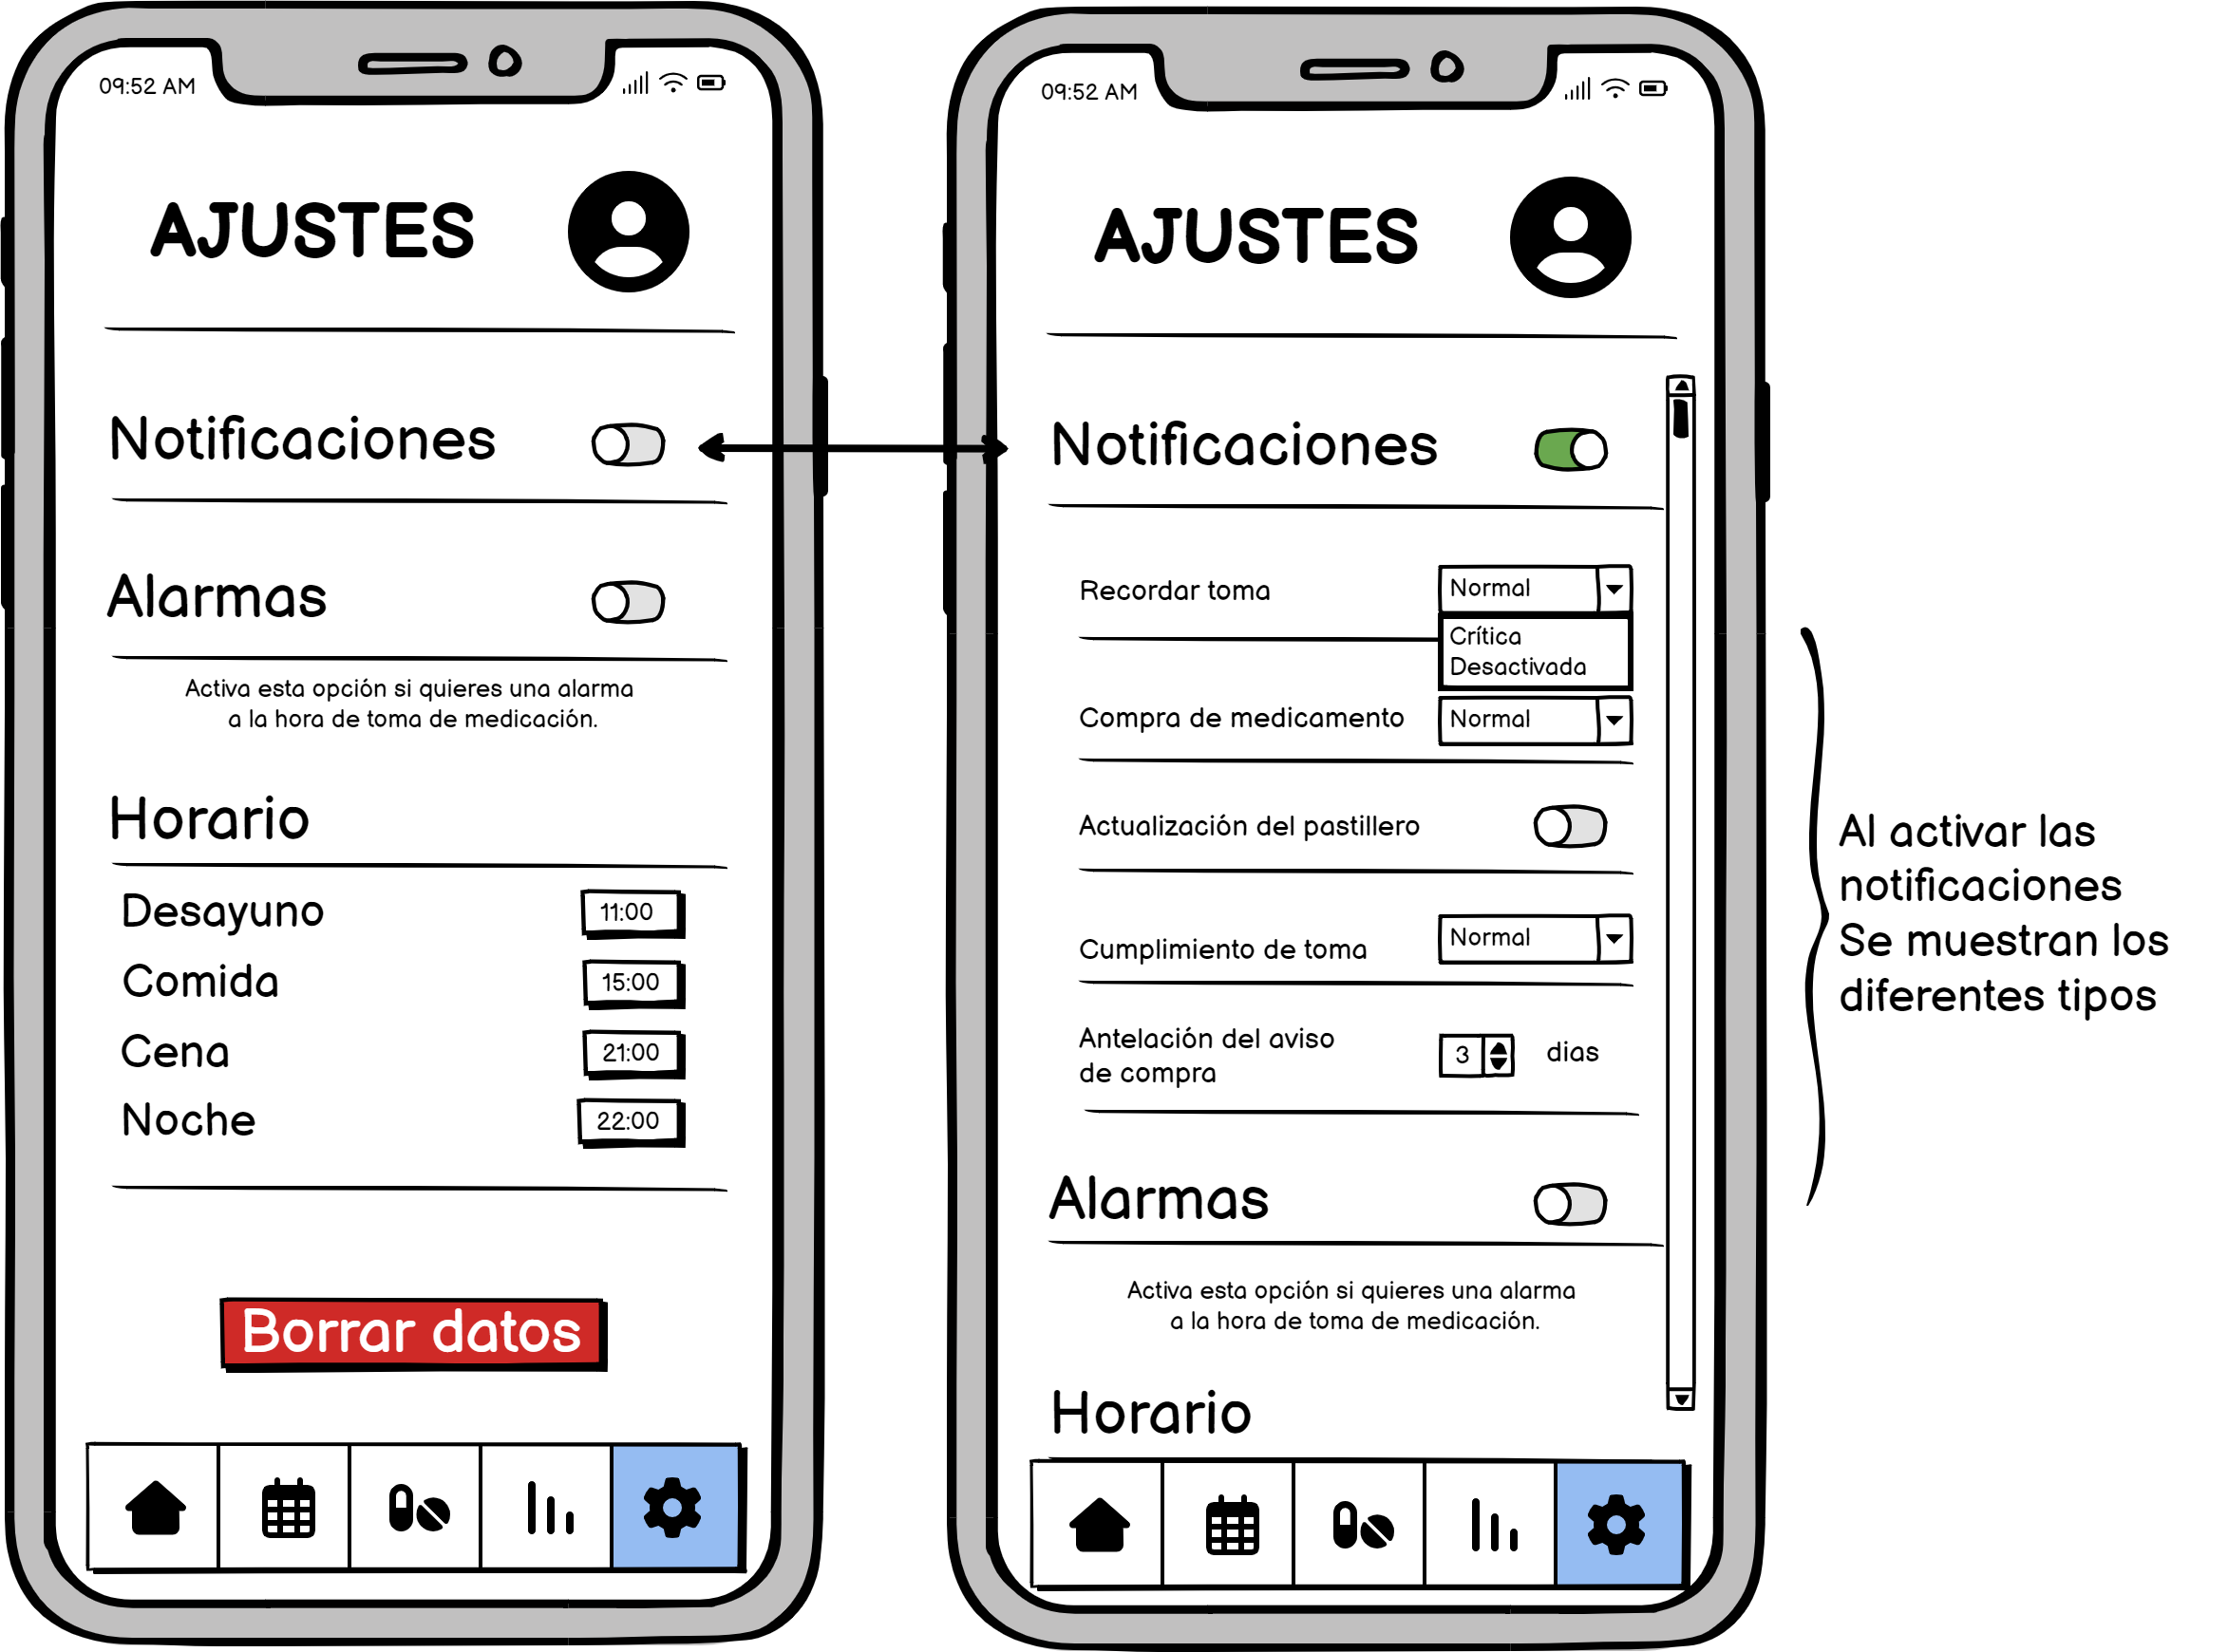 09:52 AM
AJUSTES
Notificaciones
Alarmas
Activa esta opción si quieres una alarma
a la hora de toma de medicación.
Horario
Desayuno 11:00
Comida 15:00
Cena 21:00
Noche 22:00
Borrar datos
09:52 AM
AJUSTES
Notificaciones
Recordar toma Normal
Crítica
Desactivada
Compra de medicamento Normal
Actualización del pastillero
Cumplimiento de toma Normal
Antelación del aviso
de compra 3 dias
Alarmas
Activa esta opción si quieres una alarma
a la hora de toma de medicación.
Horario
Al activar las
notificaciones
Se muestran los
diferentes tipos